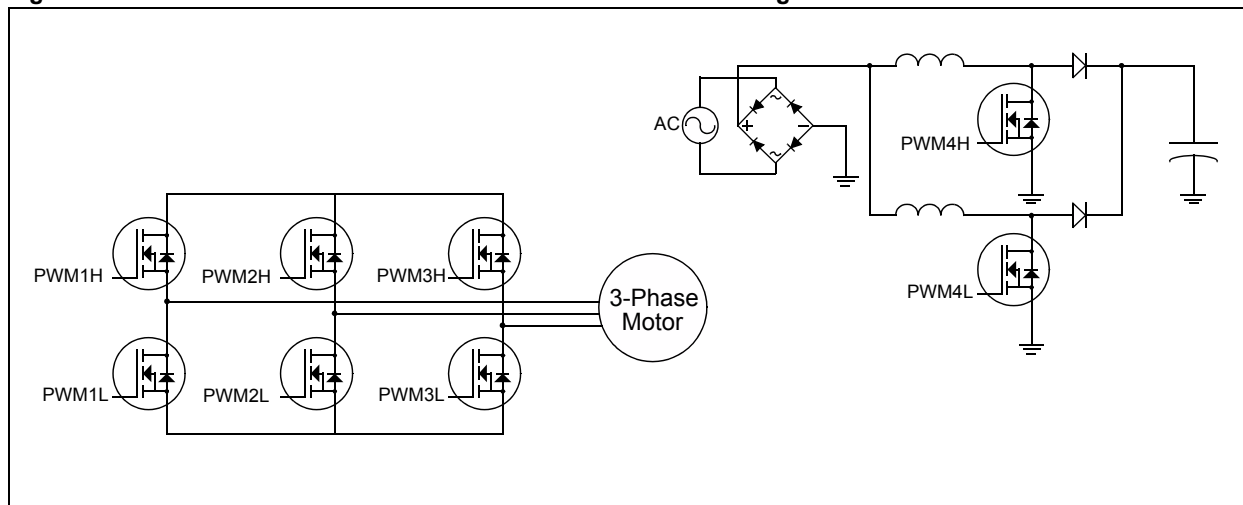 AC
~
+
−
~
PWM4H
PWM4L
PWM1H
PWM2H
PWM3H
3-Phase
Motor
PWM1L
PWM2L
PWM3L